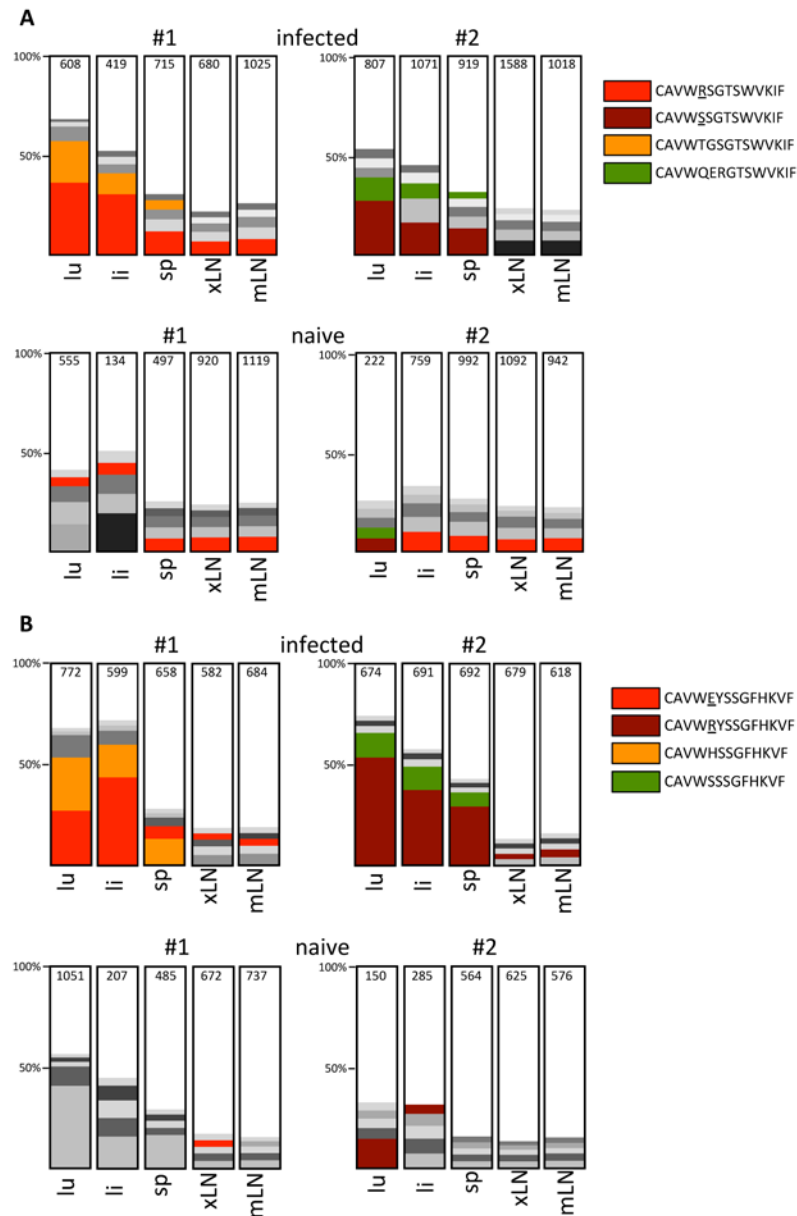 A
#1 infected #2
100% 608 419 715 680 1025 807 1071 919 1588 1018
50% 50%
100%
lu li sp xLN mLN lu li sp xLN mLN
CAVWRSGTSWVKIF
CAVWSSGTSWVKIF
CAVWTGSGTSWVKIF
CAVWQERGTSWVKIF
#1 naive #2
100% 555 134 497 920 1119 100% 222 759 992 1092 942
50% 50%
lu li sp xLN mLN lu li sp xLN mLN
B
#1 infected #2
100% 772 599 658 582 684 100% 674 691 692 679 618
50% 50%
lu li sp xLN mLN lu li sp xLN mLN
CAVWEYSSGFHKVF
CAVWRYSSGFHKVF
CAVWHSSGFHKVF
CAVWSSSGFHKVF
#1 naive #2
100% 1051 207 485 672 737 100% 150 285 564 625 576
50% 50%
lu li sp xLN mLN lu li sp xLN mLN